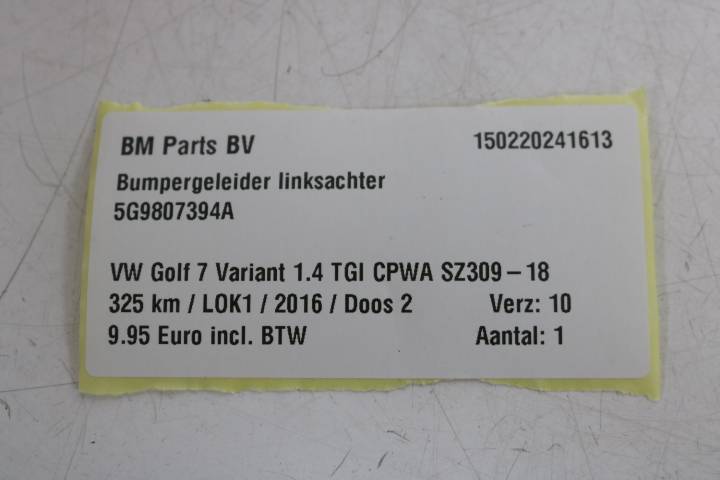 BM Parts BV 150220241613
Bumpergeleider linksachter
5G9807394A
VW Golf 7 Variant 1.4 TGI CPWA SZ309-18
325 km / LOK1 / 2016 / Doos 2 Verz: 10
9.95 Euro incl. BTW Aantal: 1